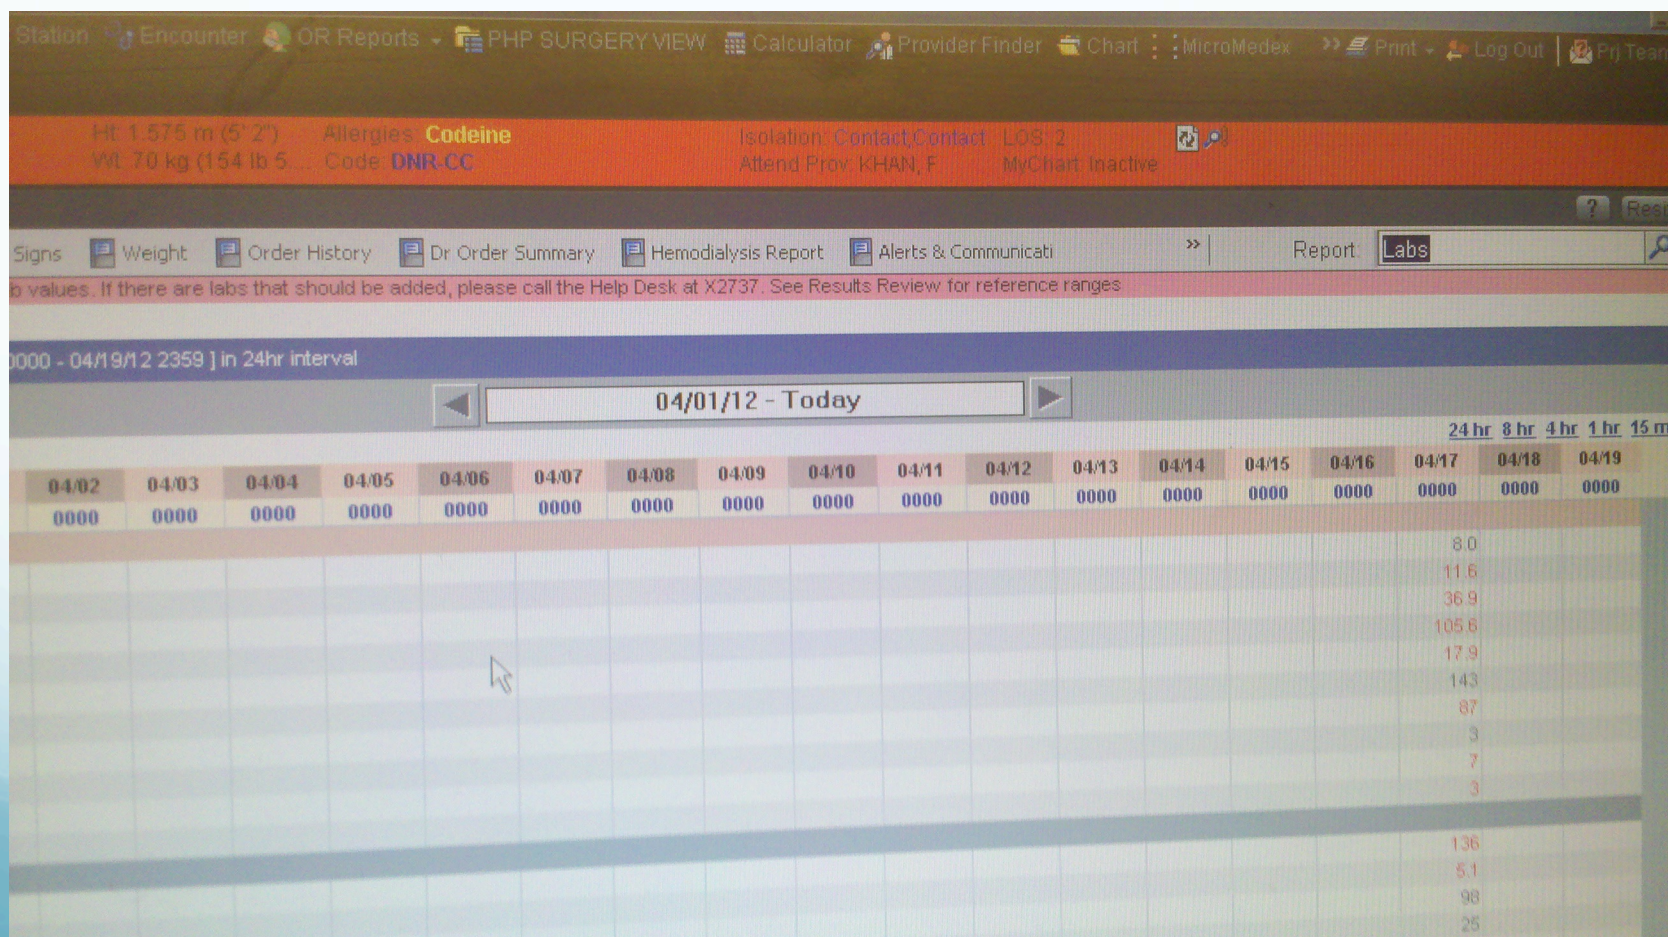 Station Encounter OR Reports PHP SURGERY VIEW Calculator Provider Finder Chart MicroMedex >> Print Log Out Prj Team
Ht: 1.575 m (5' 2") Allergies: Codeine Isolation: Contact,Contact LOS: 2
Wt: 70 kg (154 lb 5.... Code: DNR-CC Attend Prov: KHAN, F MyChart: Inactive
?
Signs Weight Order History Dr Order Summary Hemodialysis Report Alerts & Communicati >> Report: Labs
b values. If there are labs that should be added, please call the Help Desk at X2737. See Results Review for reference ranges
0000 - 04/19/12 2359 ] in 24hr interval
04/01/12 - Today
24 hr 8 hr 4 hr 1 hr 15 m
04/02 04/03 04/04 04/05 04/06 04/07 04/08 04/09 04/10 04/11 04/12 04/13 04/14 04/15 04/16 04/17 04/18 04/19
0000 0000 0000 0000 0000 0000 0000 0000 0000 0000 0000 0000 0000 0000 0000 0000 0000 0000
8.0
11.6
36.9
105.6
17.9
143
87
3
7
3
136
5.1
98
25